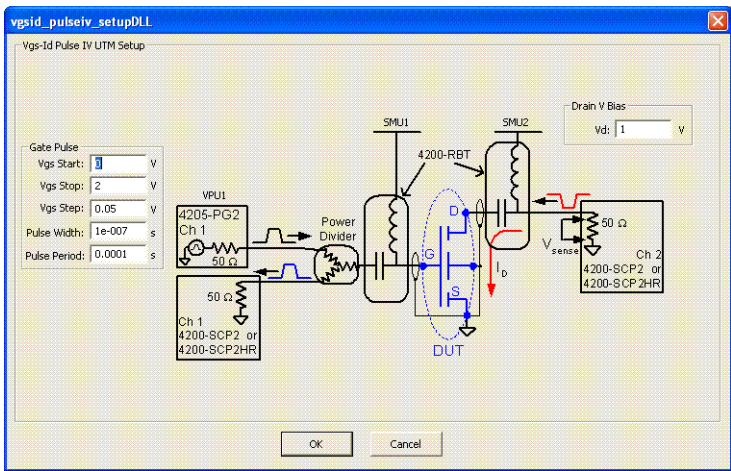 vgsid_pulseiv_setupDLL
Vgs-Id Pulse IV UTM Setup
Drain V Bias
Vd: 1 V
SMU1
SMU2
4200-RBT
Gate Pulse
Vgs Start: 0 V
Vgs Stop: 2 V
Vgs Step: 0.05 V
Pulse Width: 1e-007 s
Pulse Period: 0.0001 s
VPU1
4205-PG2
Ch 1
50 Ω
Power
Divider
50 Ω
Ch 1
4200-SCP2 or
4200-SCP2HR
D
G
S
DUT
ID
50 Ω
Vsense
Ch 2
4200-SCP2 or
4200-SCP2HR
OK
Cancel